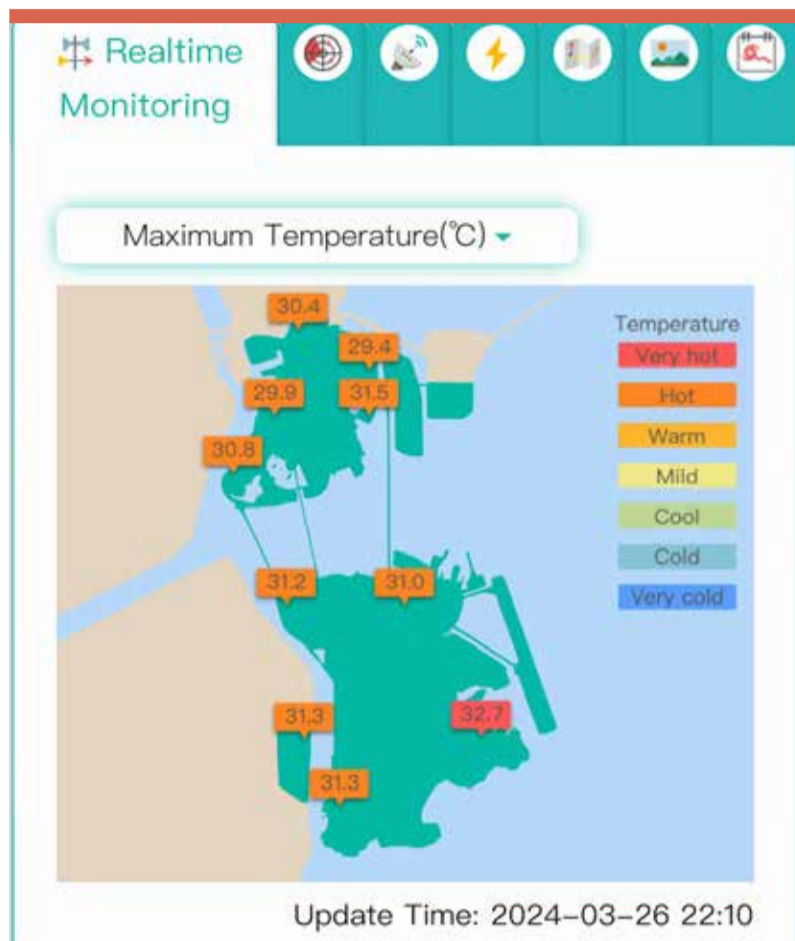 Realtime
Monitoring
Maximum Temperature(℃)
30.4
Temperature
29.4
Very hot
29.9
31.5
Hot
Warm
30.8
Mild
Cool
Cold
31.2
31.0
Very cold
31.3
32.7
31.3
Update Time: 2024-03-26 22:10